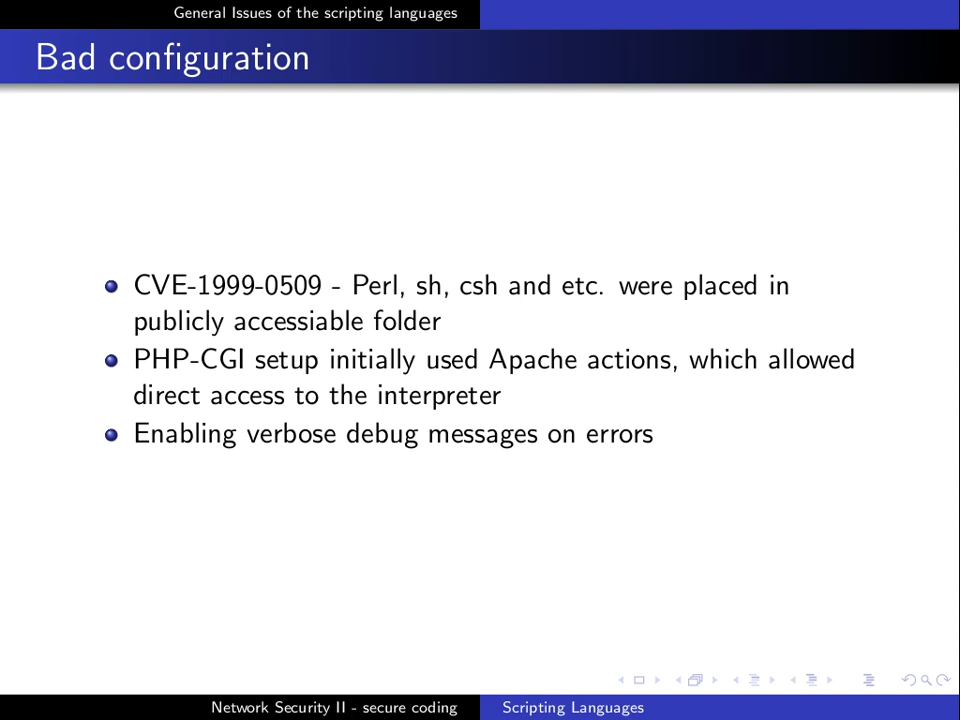 General Issues of the scripting languages
Bad configuration
CVE-1999-0509 - Perl, sh, csh and etc. were placed in
publicly accessiable folder
PHP-CGI setup initially used Apache actions, which allowed
direct access to the interpreter
Enabling verbose debug messages on errors
Network Security II - secure coding
Scripting Languages